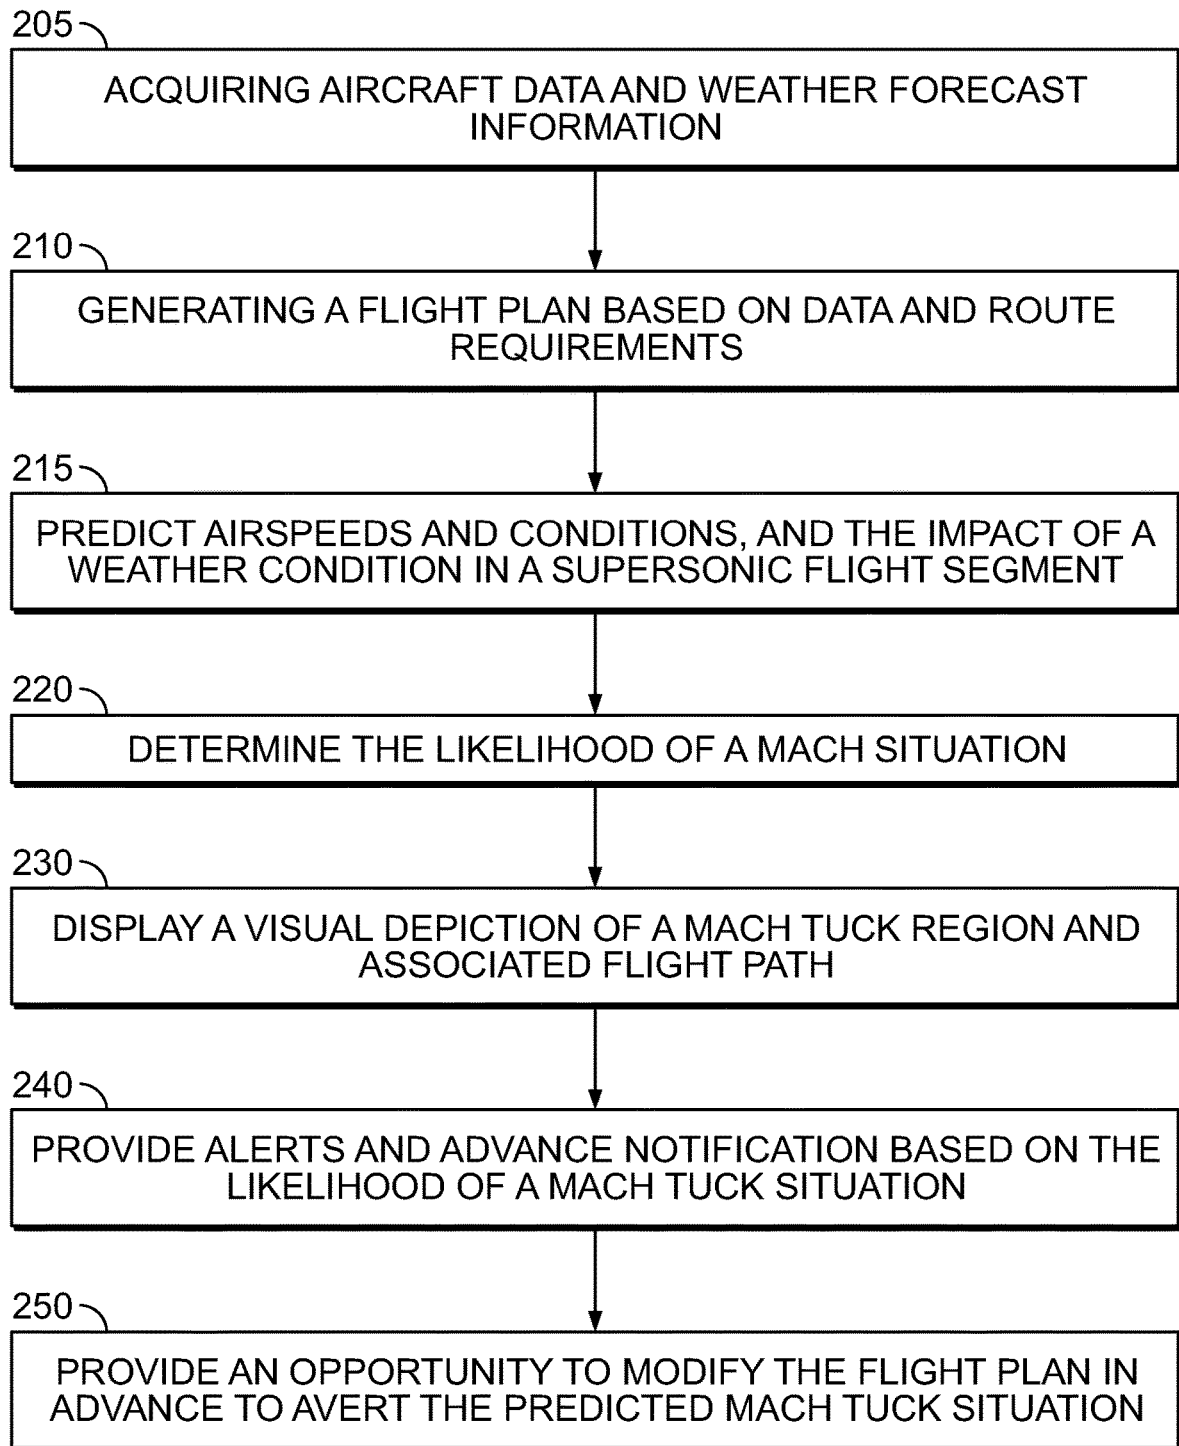 205
ACQUIRING AIRCRAFT DATA AND WEATHER FORECAST
INFORMATION
210
GENERATING A FLIGHT PLAN BASED ON DATA AND ROUTE
REQUIREMENTS
215
PREDICT AIRSPEEDS AND CONDITIONS, AND THE IMPACT OF A
WEATHER CONDITION IN A SUPERSONIC FLIGHT SEGMENT
220
DETERMINE THE LIKELIHOOD OF A MACH SITUATION
230
DISPLAY A VISUAL DEPICTION OF A MACH TUCK REGION AND
ASSOCIATED FLIGHT PATH
240
PROVIDE ALERTS AND ADVANCE NOTIFICATION BASED ON THE
LIKELIHOOD OF A MACH TUCK SITUATION
250
PROVIDE AN OPPORTUNITY TO MODIFY THE FLIGHT PLAN IN
ADVANCE TO AVERT THE PREDICTED MACH TUCK SITUATION